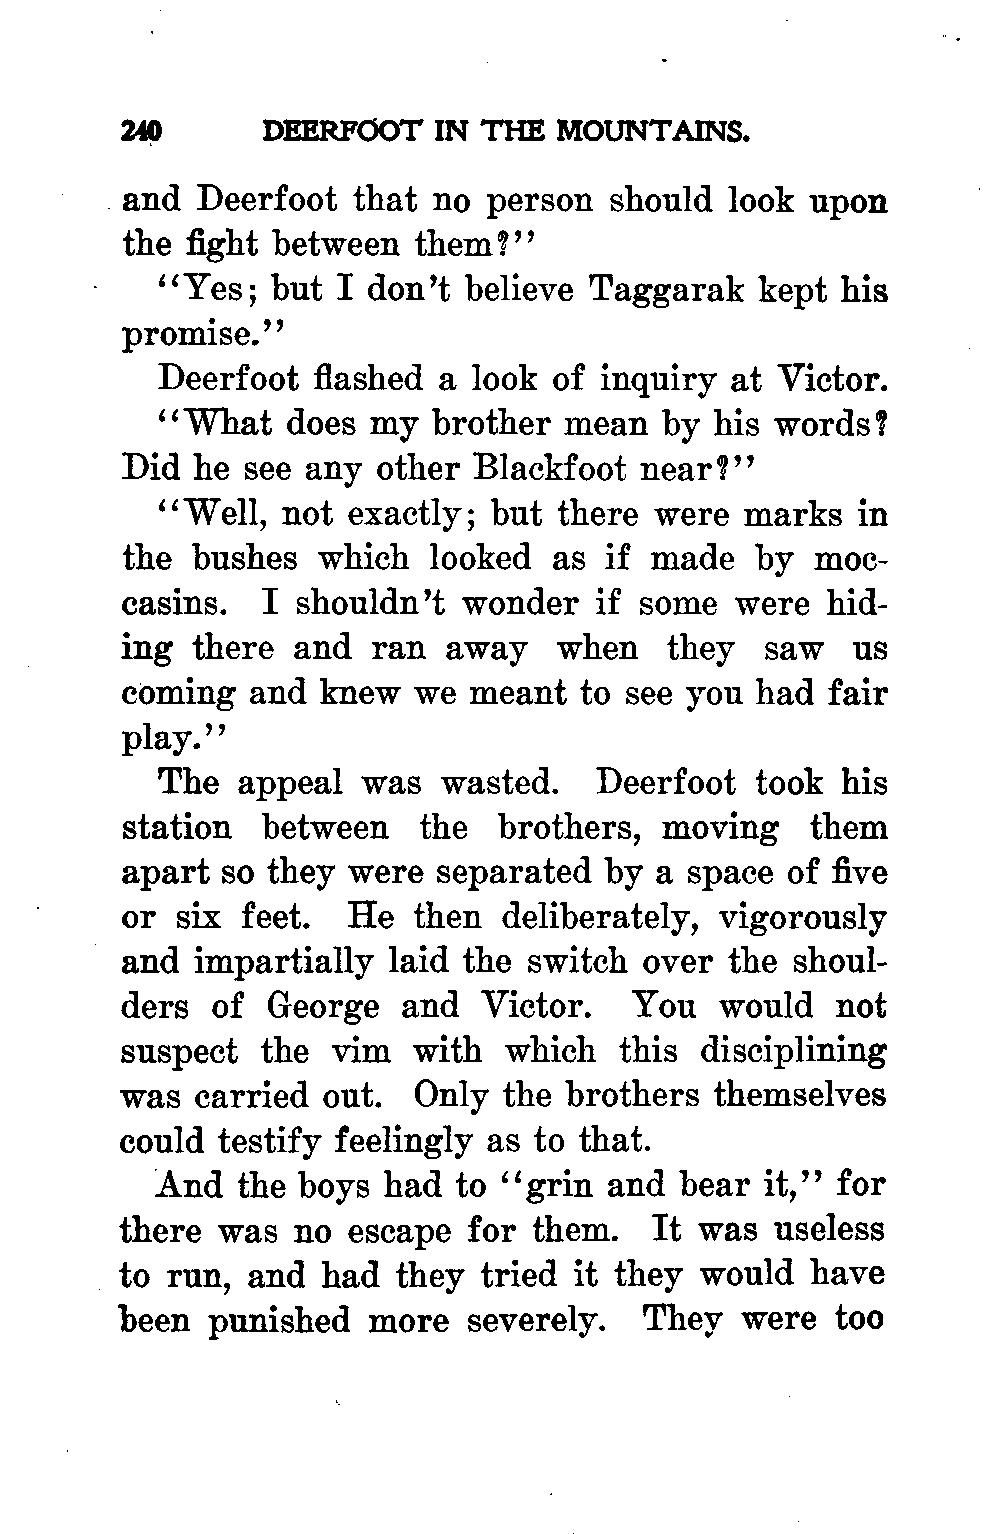 240 DEERFOOT IN THE MOUNTAINS.
and Deerfoot that no person should look upon
the fight between them?''
“Yes; but I don't believe Taggarak kept his
promise.''
Deerfoot flashed a look of inquiry at Victor.
“What does my brother mean by his words?
Did he see any other Blackfoot near?''
“Well, not exactly; but there were marks in
the bushes which looked as if made by moc-
casins. I shouldn't wonder if some were hid-
ing there and ran away when they saw us
coming and knew we meant to see you had fair
play.''
The appeal was wasted. Deerfoot took his
station between the brothers, moving them
apart so they were separated by a space of five
or six feet. He then deliberately, vigorously
and impartially laid the switch over the shoul-
ders of George and Victor. You would not
suspect the vim with which this disciplining
was carried out. Only the brothers themselves
could testify feelingly as to that.
And the boys had to “grin and bear it,'' for
there was no escape for them. It was useless
to run, and had they tried it they would have
been punished more severely. They were too